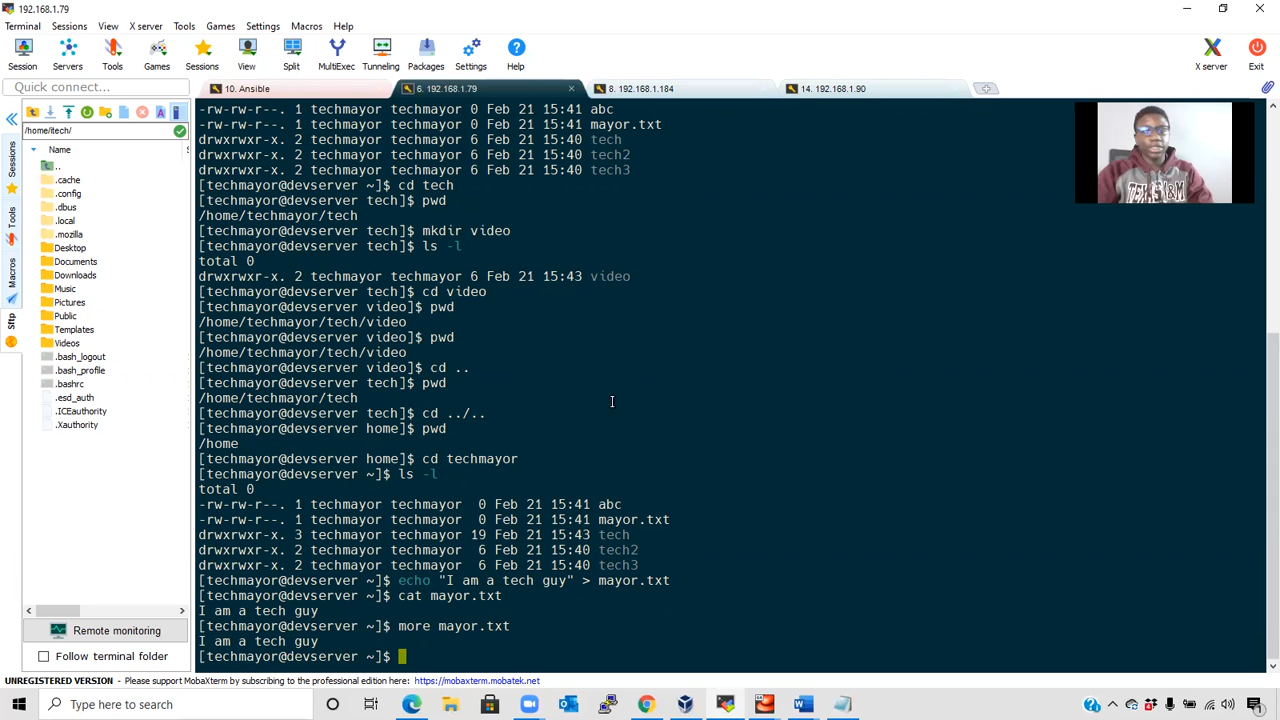 192.168.1.79
Terminal Sessions View X server Tools Games Settings Macros Help
Session Servers Tools Games Sessions View Split MultiExec Tunneling Packages Settings Help X server Exit
Quick connect...
10. Ansible
6. 192.168.1.79
8. 192.168.1.184
14. 192.168.1.90
/home/itech/
Name
..
.cache
.config
.dbus
.local
.mozilla
Desktop
Documents
Downloads
Music
Pictures
Public
Templates
Videos
.bash_logout
.bash_profile
.bashrc
.esd_auth
.ICEauthority
.Xauthority
Sessions
Tools
Macros
Sftp
Remote monitoring
Follow terminal folder
-rw-rw-r--. 1 techmayor techmayor 0 Feb 21 15:41 abc
-rw-rw-r--. 1 techmayor techmayor 0 Feb 21 15:41 mayor.txt
drwxrwxr-x. 2 techmayor techmayor 6 Feb 21 15:40 tech
drwxrwxr-x. 2 techmayor techmayor 6 Feb 21 15:40 tech2
drwxrwxr-x. 2 techmayor techmayor 6 Feb 21 15:40 tech3
[techmayor@devserver ~]$ cd tech
[techmayor@devserver tech]$ pwd
/home/techmayor/tech
[techmayor@devserver tech]$ mkdir video
[techmayor@devserver tech]$ ls -l
total 0
drwxrwxr-x. 2 techmayor techmayor 6 Feb 21 15:43 video
[techmayor@devserver tech]$ cd video
[techmayor@devserver video]$ pwd
/home/techmayor/tech/video
[techmayor@devserver video]$ pwd
/home/techmayor/tech/video
[techmayor@devserver video]$ cd ..
[techmayor@devserver tech]$ pwd
/home/techmayor/tech
[techmayor@devserver tech]$ cd ../..
[techmayor@devserver home]$ pwd
/home
[techmayor@devserver home]$ cd techmayor
[techmayor@devserver ~]$ ls -l
total 0
-rw-rw-r--. 1 techmayor techmayor  0 Feb 21 15:41 abc
-rw-rw-r--. 1 techmayor techmayor  0 Feb 21 15:41 mayor.txt
drwxrwxr-x. 3 techmayor techmayor 19 Feb 21 15:43 tech
drwxrwxr-x. 2 techmayor techmayor  6 Feb 21 15:40 tech2
drwxrwxr-x. 2 techmayor techmayor  6 Feb 21 15:40 tech3
[techmayor@devserver ~]$ echo "I am a tech guy" > mayor.txt
[techmayor@devserver ~]$ cat mayor.txt
I am a tech guy
[techmayor@devserver ~]$ more mayor.txt
I am a tech guy
[techmayor@devserver ~]$
UNREGISTERED VERSION - Please support MobaXterm by subscribing to the professional edition here: https://mobaxterm.mobatek.net
Type here to search